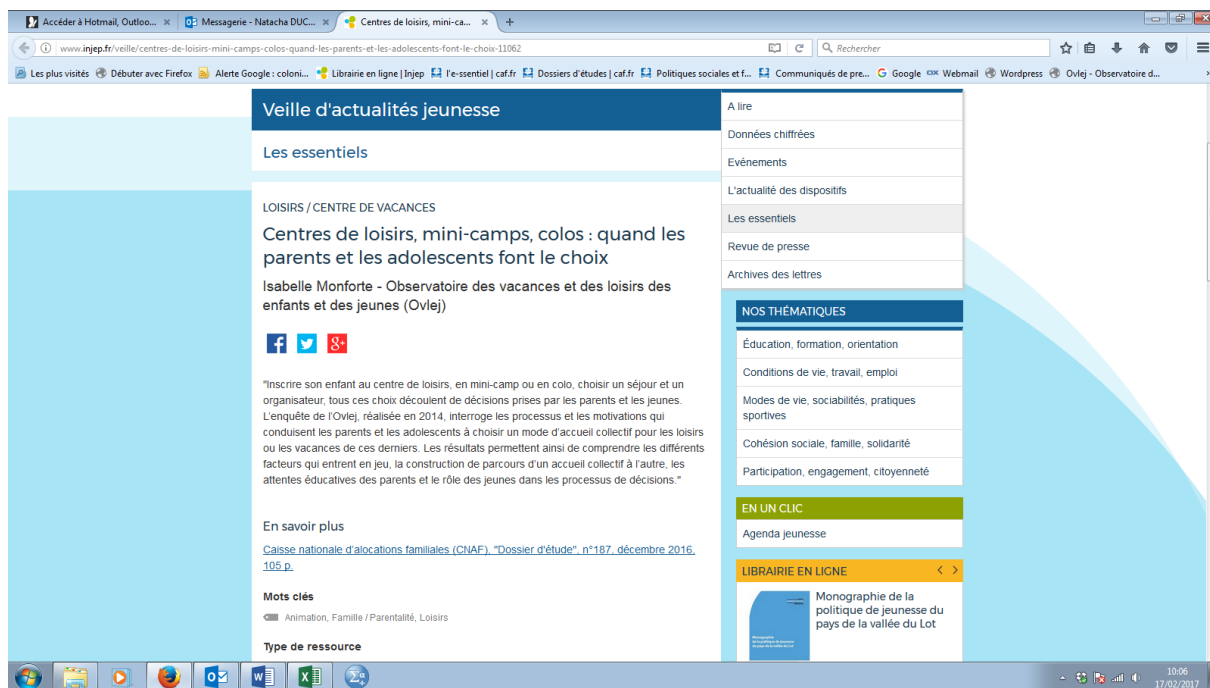 Accéder à Hotmail, Outloo...
Messagerie - Natacha DUC...
Centres de loisirs, mini-ca...
www.injep.fr/veille/centres-de-loisirs-mini-camps-colos-quand-les-parents-et-les-adolescents-font-le-choix-11062
Rechercher
Les plus visités
Débuter avec Firefox
Alerte Google : coloni...
Librairie en ligne | Injep
l'e-ssentiel | caf.fr
Dossiers d'études | caf.fr
Politiques sociales et f...
Communiqués de pre...
Google
Webmail
Wordpress
Ovlej - Observatoire d...
Veille d'actualités jeunesse
Les essentiels
LOISIRS / CENTRE DE VACANCES
Centres de loisirs, mini-camps, colos : quand les
parents et les adolescents font le choix
Isabelle Monforte - Observatoire des vacances et des loisirs des
enfants et des jeunes (Ovlej)
"Inscrire son enfant au centre de loisirs, en mini-camp ou en colo, choisir un séjour et un
organisateur, tous ces choix découlent de décisions prises par les parents et les jeunes.
L'enquête de l'Ovlej, réalisée en 2014, interroge les processus et les motivations qui
conduisent les parents et les adolescents à choisir un mode d'accueil collectif pour les loisirs
ou les vacances de ces derniers. Les résultats permettent ainsi de comprendre les différents
facteurs qui entrent en jeu, la construction de parcours d'un accueil collectif à l'autre, les
attentes éducatives des parents et le rôle des jeunes dans les processus de décisions."
En savoir plus
Caisse nationale d'alocations familiales (CNAF), "Dossier d'étude", n°187, décembre 2016,
105 p.
Mots clés
Animation, Famille / Parentalité, Loisirs
Type de ressource
A lire
Données chiffrées
Evénements
L'actualité des dispositifs
Les essentiels
Revue de presse
Archives des lettres
NOS THÉMATIQUES
Éducation, formation, orientation
Conditions de vie, travail, emploi
Modes de vie, sociabilités, pratiques
sportives
Cohésion sociale, famille, solidarité
Participation, engagement, citoyenneté
EN UN CLIC
Agenda jeunesse
LIBRAIRIE EN LIGNE
Monographie de la
politique de jeunesse du
pays de la vallée du Lot
10:06
17/02/2017